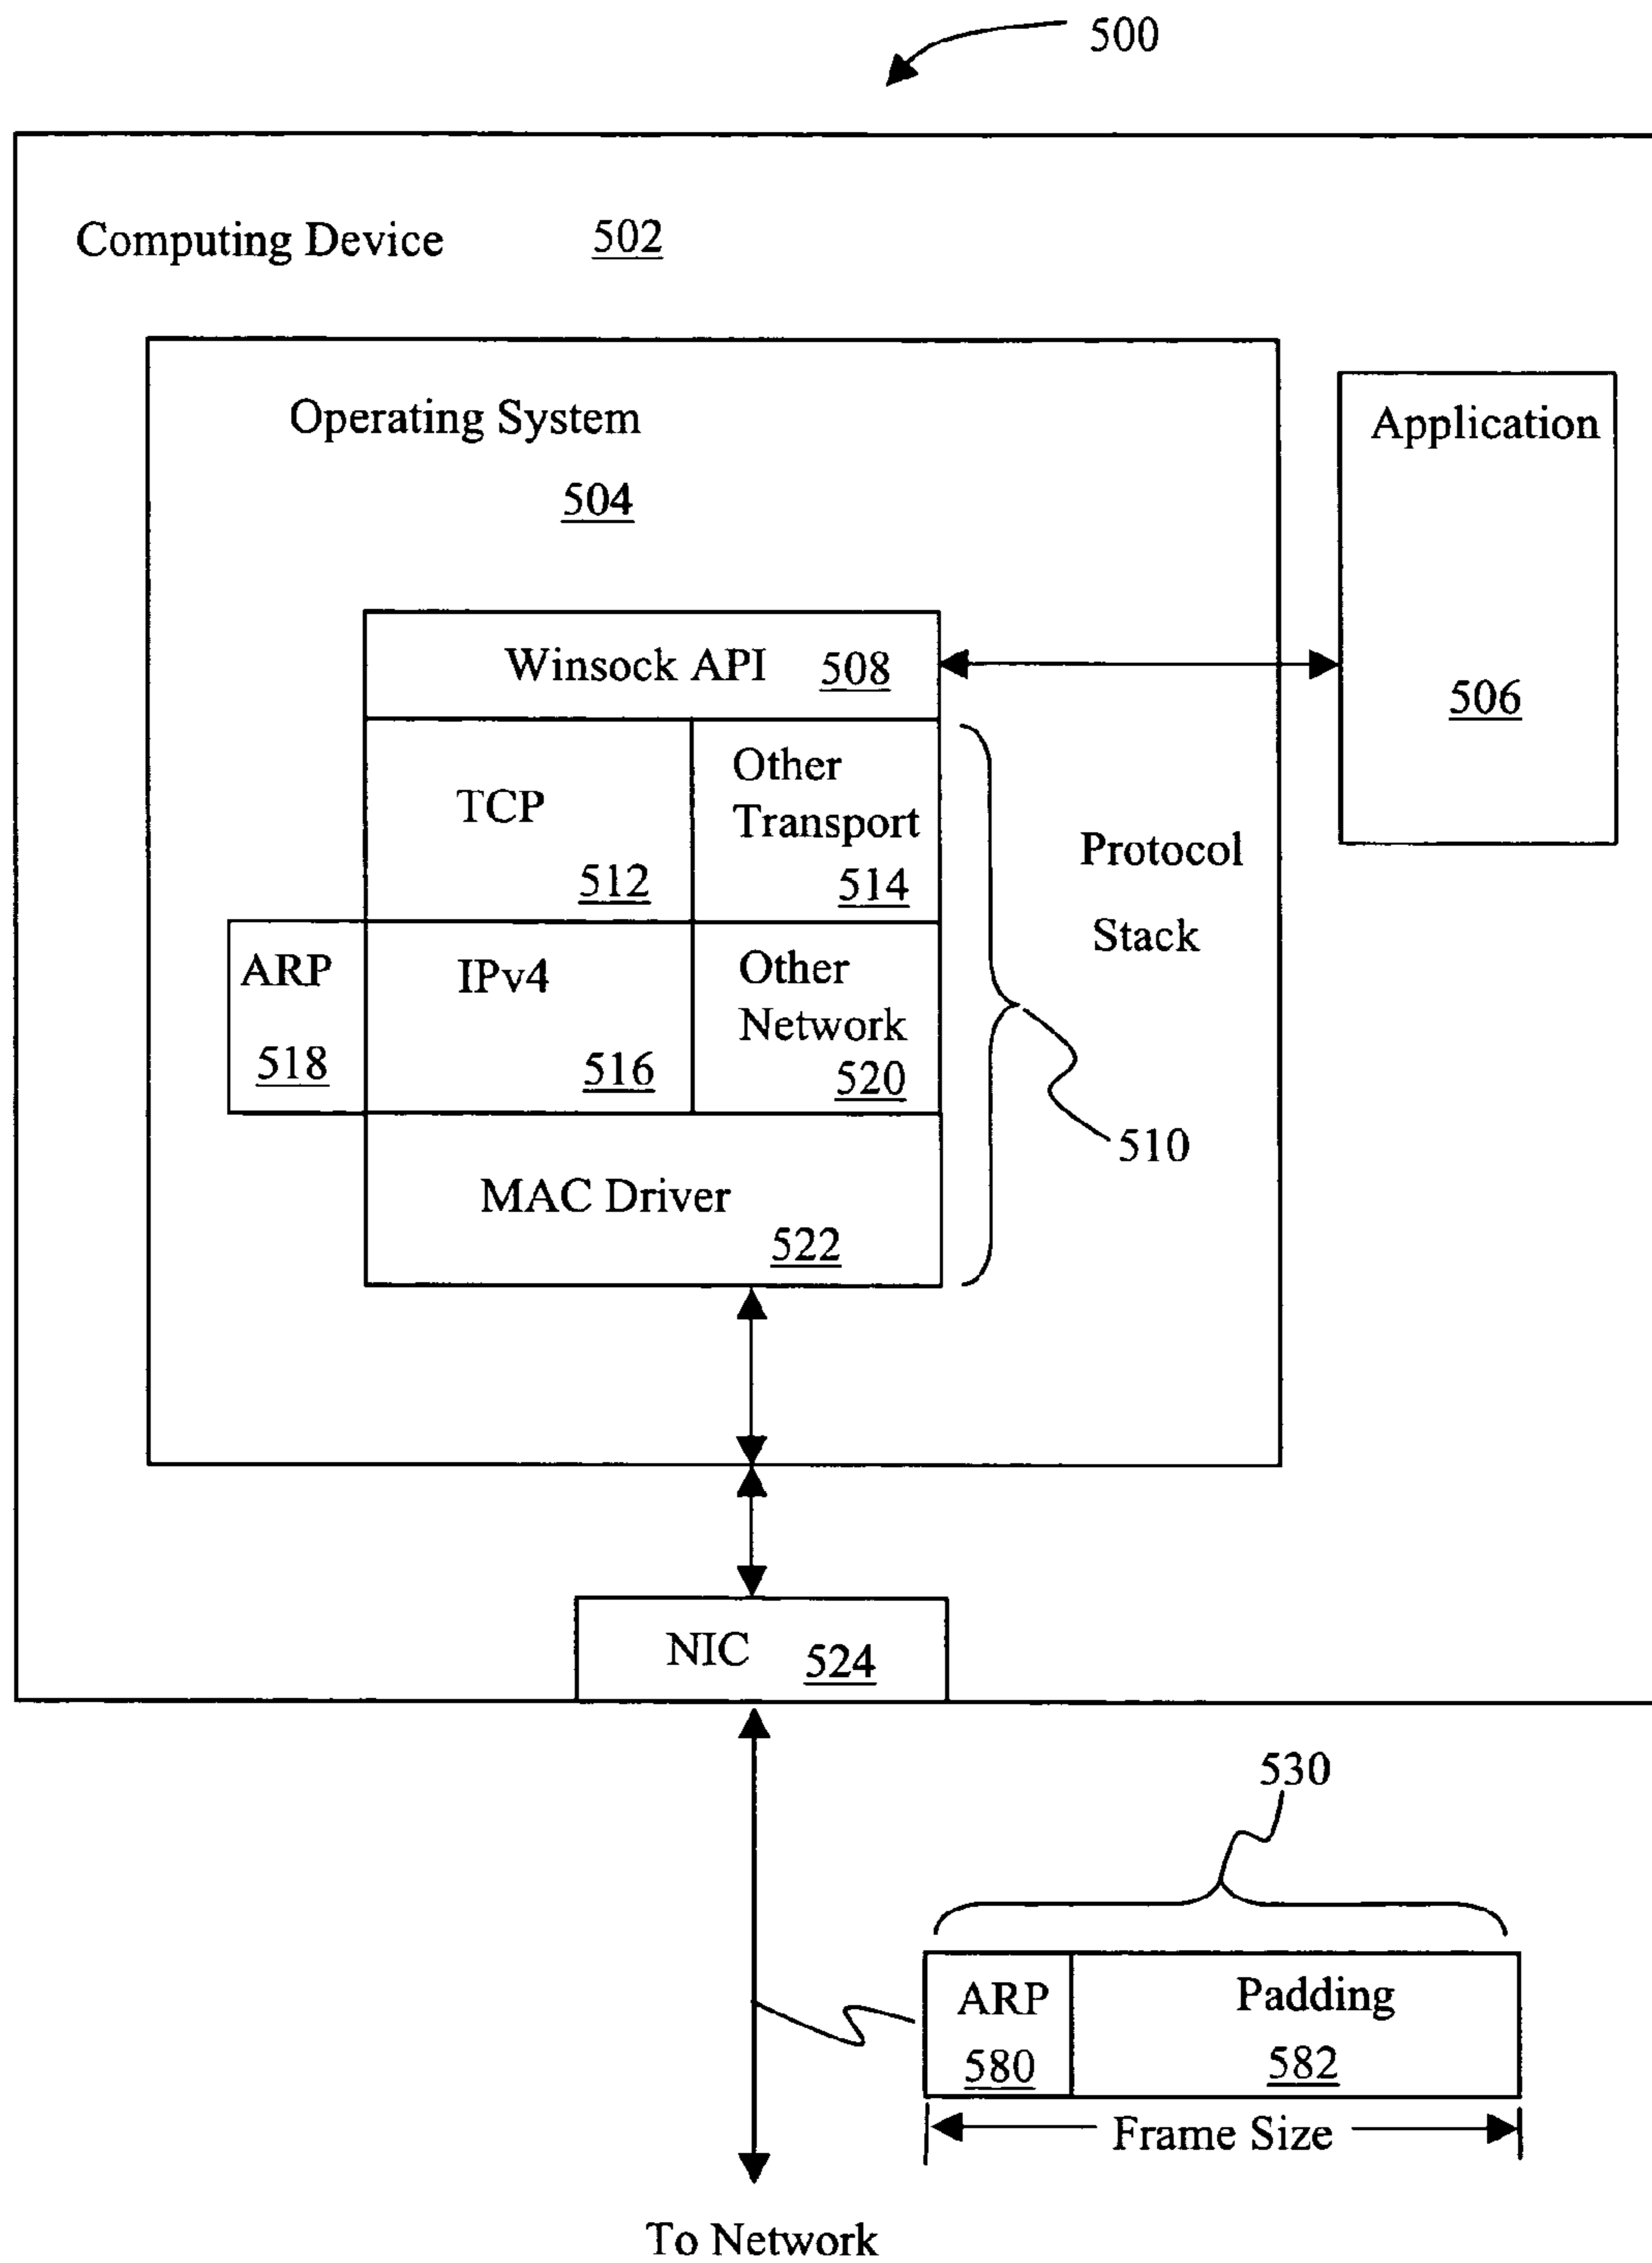 500
Computing Device 502
Operating System
504
Application
506
Winsock API 508
TCP
512
Other
Transport
514
Protocol
Stack
ARP
518
IPv4
516
Other
Network
520
510
MAC Driver
522
NIC 524
530
ARP
580
Padding
582
Frame Size
To Network